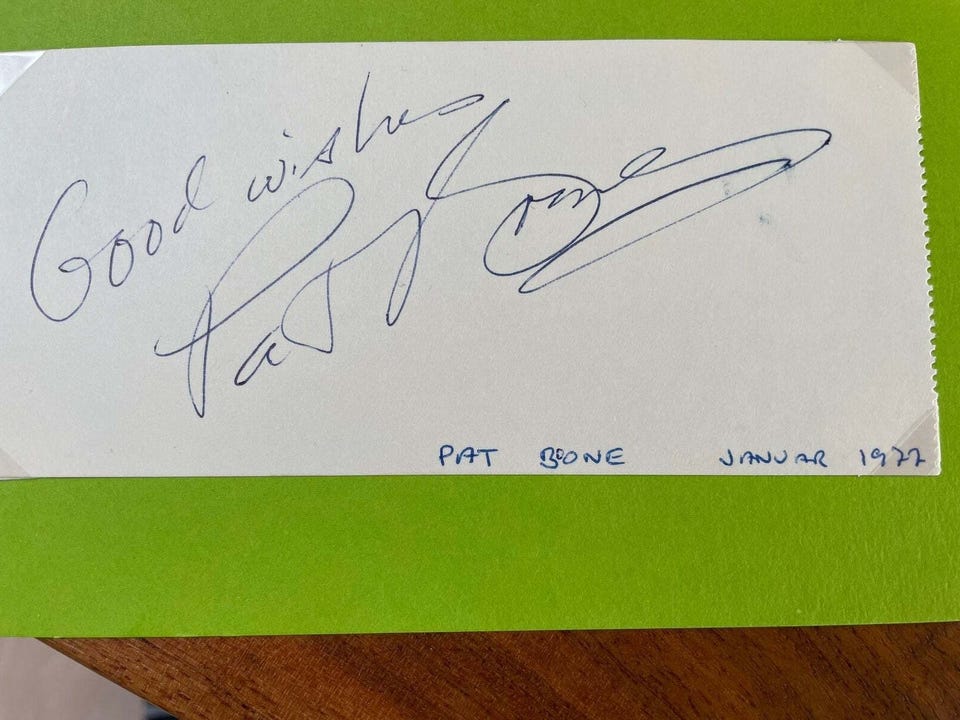 Good wishes
Pat Boone
PAT BOONE JANUAR 1977